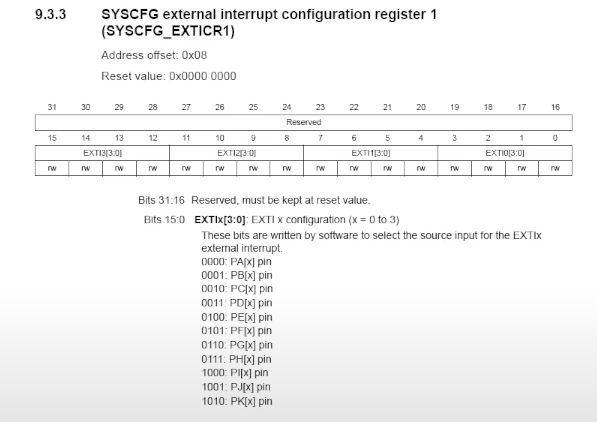 9.3.3 SYSCFG external interrupt configuration register 1
(SYSCFG_EXTICR1)
Address offset: 0x08
Reset value: 0x0000 0000
31 30 29 28 27 26 25 24 23 22 21 20 19 18 17 16
Reserved
15 14 13 12 11 10 9 8 7 6 5 4 3 2 1 0
EXTI3[3:0] EXTI2[3:0] EXTI1[3:0] EXTI0[3:0]
rw rw rw rw rw rw rw rw rw rw rw rw rw rw rw rw
Bits 31:16 Reserved, must be kept at reset value.
Bits 15:0 EXTIx[3:0]: EXTI x configuration (x = 0 to 3)
These bits are written by software to select the source input for the EXTIx
external interrupt.
0000: PA[x] pin
0001: PB[x] pin
0010: PC[x] pin
0011: PD[x] pin
0100: PE[x] pin
0101: PF[x] pin
0110: PG[x] pin
0111: PH[x] pin
1000: PI[x] pin
1001: PJ[x] pin
1010: PK[x] pin